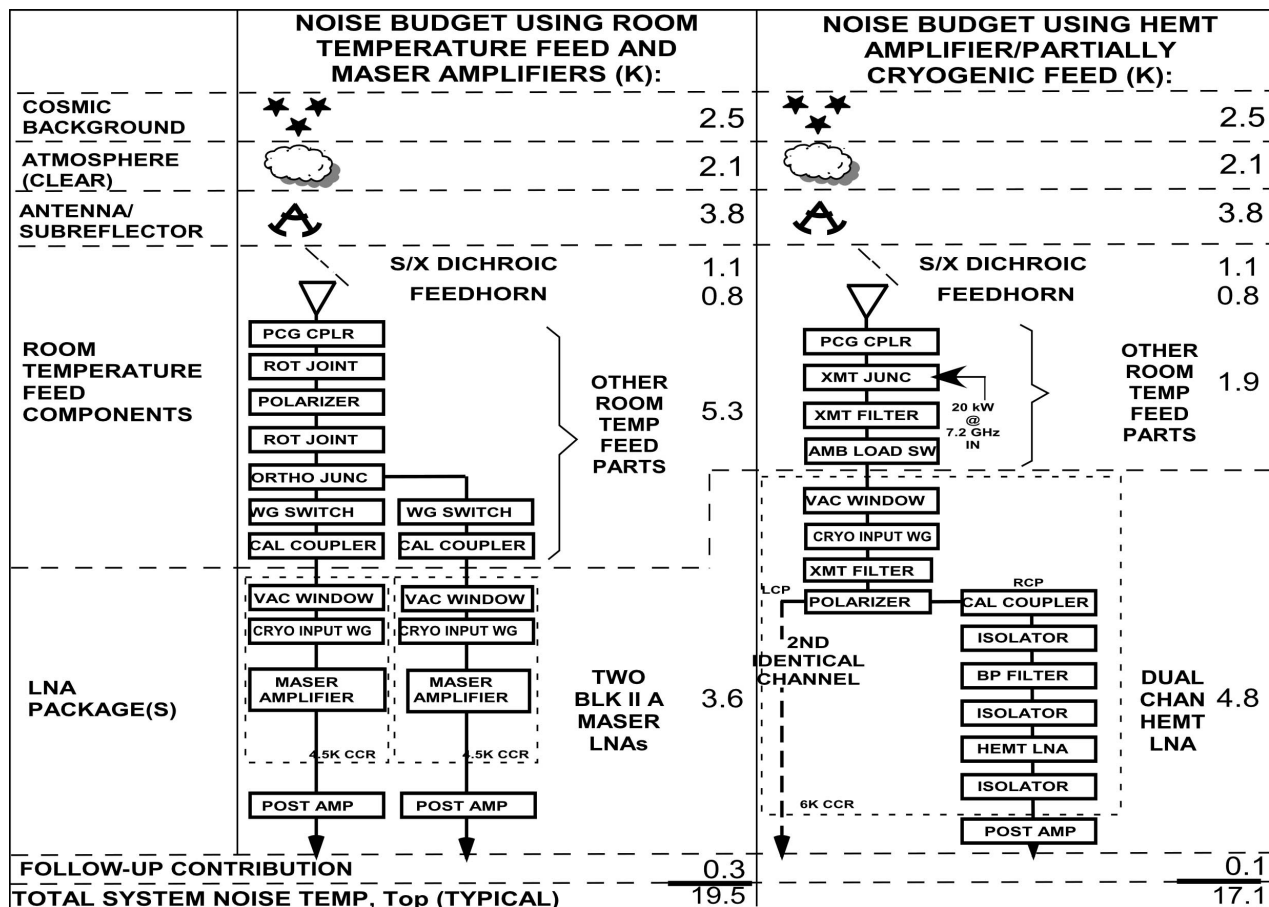 NOISE BUDGET USING ROOM
TEMPERATURE FEED AND
MASER AMPLIFIERS (K):
NOISE BUDGET USING HEMT
AMPLIFIER/PARTIALLY
CRYOGENIC FEED (K):
COSMIC
BACKGROUND
2.5
2.5
ATMOSPHERE
(CLEAR)
2.1
2.1
ANTENNA/
SUBREFLECTOR
3.8
3.8
ROOM
TEMPERATURE
FEED
COMPONENTS
S/X DICHROIC
1.1
FEEDHORN
0.8
PCG CPLR
ROT JOINT
POLARIZER
ROT JOINT
ORTHO JUNC
WG SWITCH
CAL COUPLER
WG SWITCH
CAL COUPLER
OTHER
ROOM
TEMP
FEED
PARTS
5.3
S/X DICHROIC
1.1
FEEDHORN
0.8
PCG CPLR
XMT JUNC
XMT FILTER
AMB LOAD SW
20 kW
@
7.2 GHz
IN
OTHER
ROOM
TEMP
FEED
PARTS
1.9
LNA
PACKAGE(S)
VAC WINDOW
CRYO INPUT WG
MASER
AMPLIFIER
4.5K CCR
POST AMP
VAC WINDOW
CRYO INPUT WG
MASER
AMPLIFIER
4.5K CCR
POST AMP
TWO
BLK II A
MASER
LNAs
3.6
VAC WINDOW
CRYO INPUT WG
XMT FILTER
LCP
POLARIZER
RCP
CAL COUPLER
2ND
IDENTICAL
CHANNEL
ISOLATOR
BP FILTER
ISOLATOR
HEMT LNA
ISOLATOR
6K CCR
POST AMP
DUAL
CHAN
HEMT
LNA
4.8
FOLLOW-UP CONTRIBUTION
0.3
0.1
TOTAL SYSTEM NOISE TEMP, Top (TYPICAL)
19.5
17.1